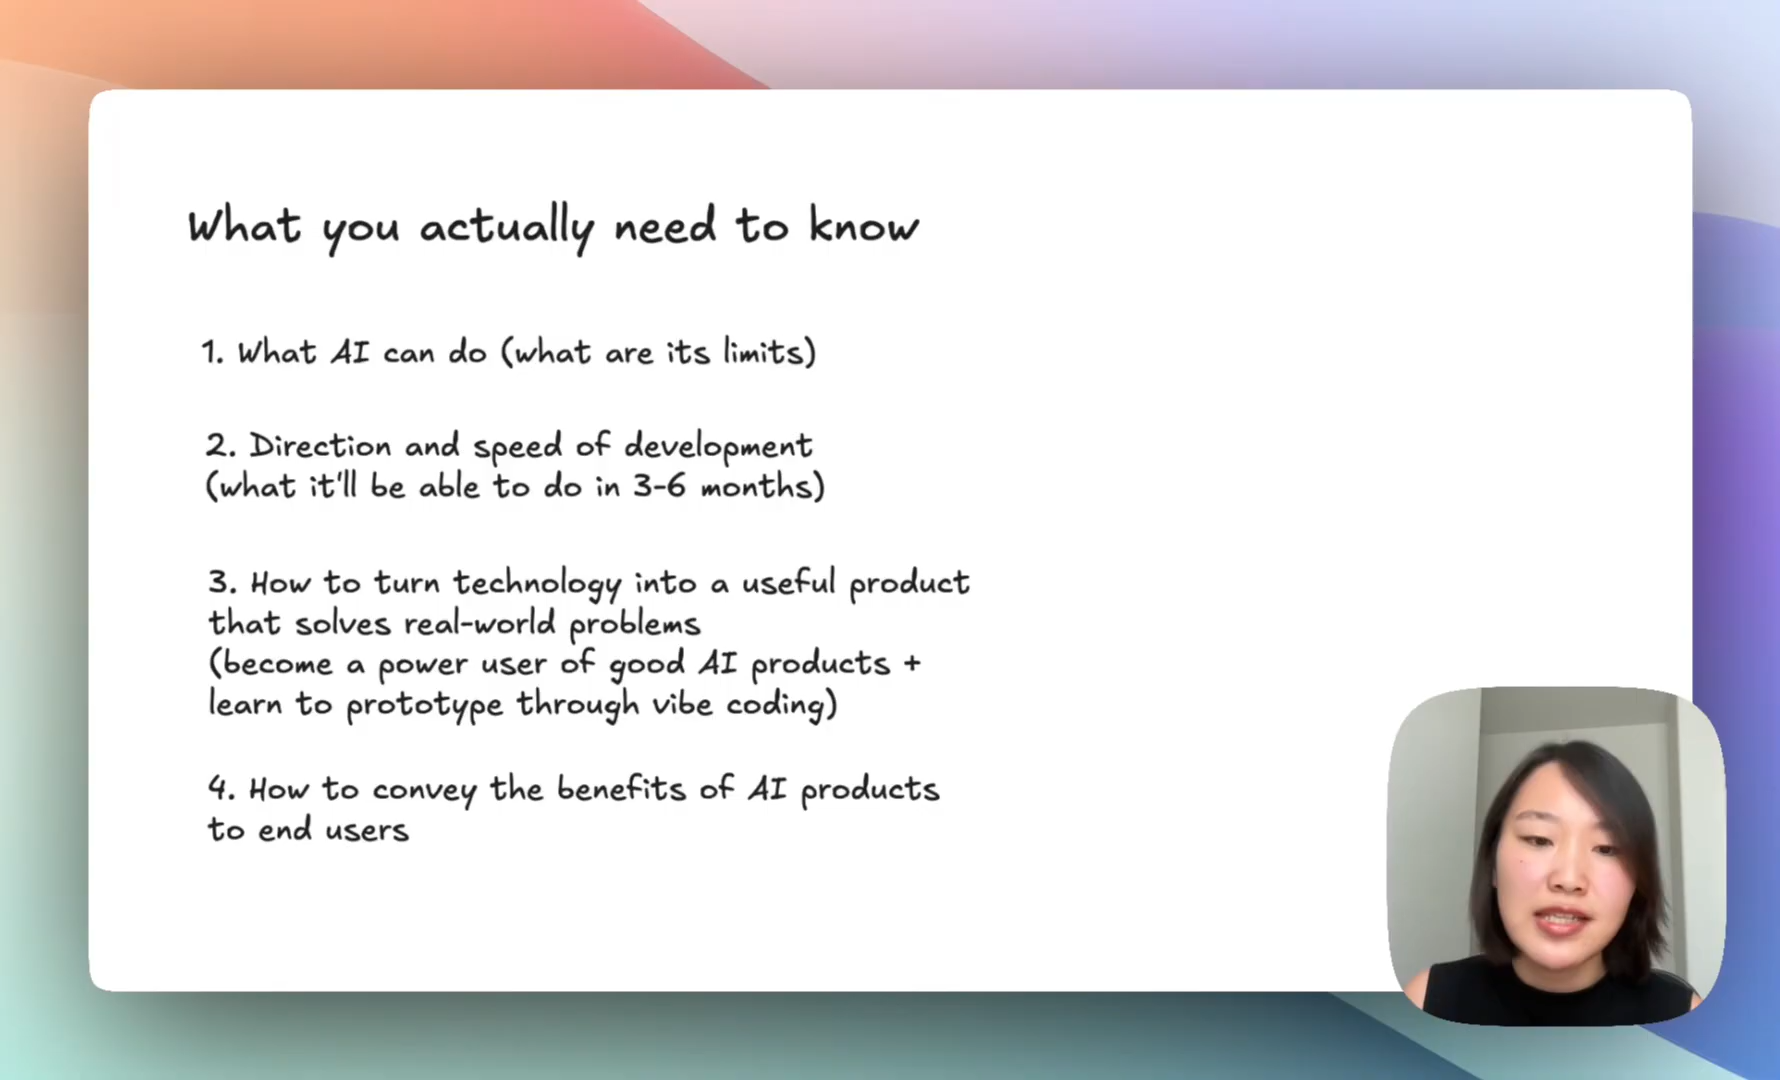 What you actually need to know
1. What AI can do (what are its limits)
2. Direction and speed of development
(what it'll be able to do in 3-6 months)
3. How to turn technology into a useful product
that solves real-world problems
(become a power user of good AI products +
learn to prototype through vibe coding)
4. How to convey the benefits of AI products
to end users